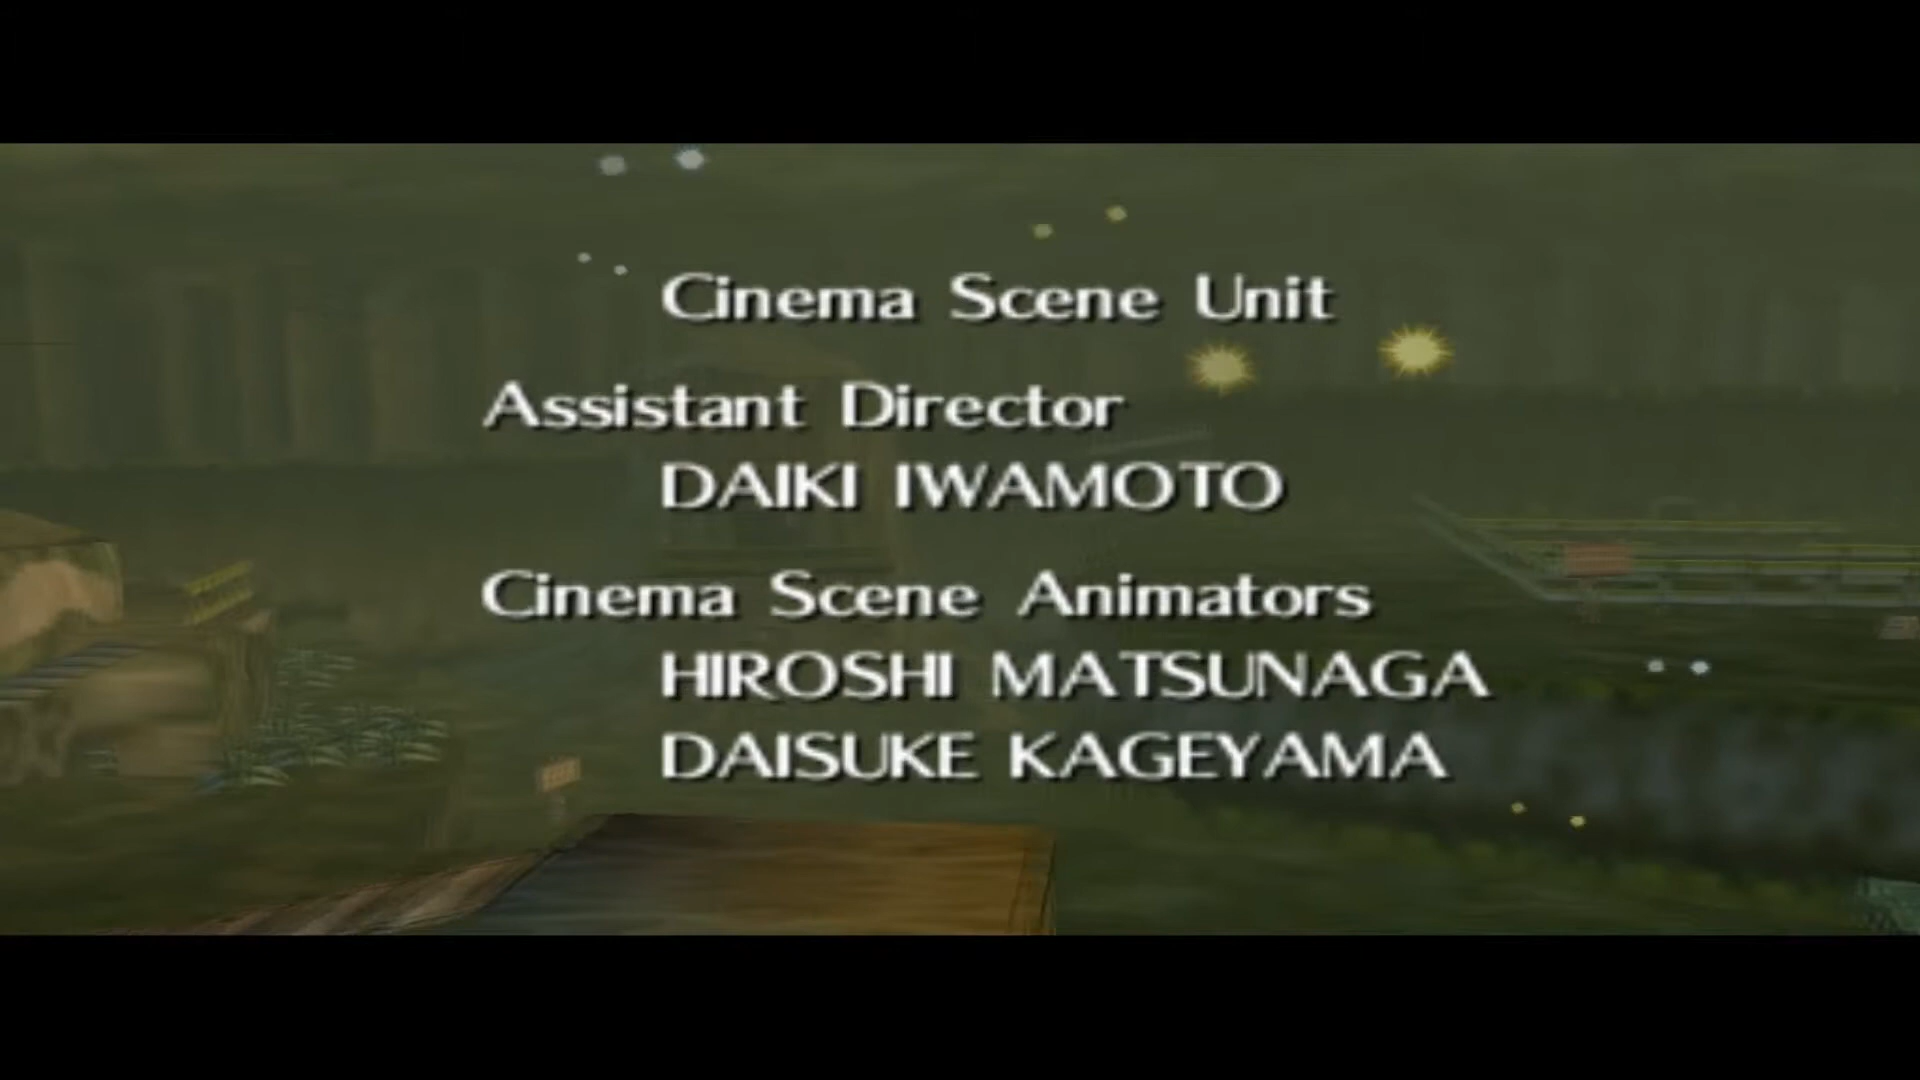 Cinema Scene Unit
Assistant Director
DAIKI IWAMOTO
Cinema Scene Animators
HIROSHI MATSUNAGA
DAISUKE KAGEYAMA